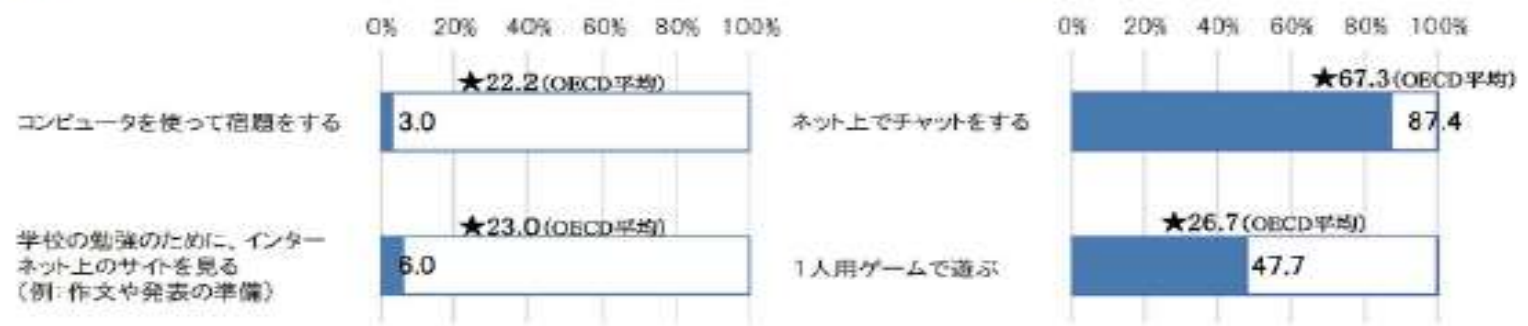 0% 20% 40% 60% 80% 100%
★22.2(OECD平均)
コンピュータを使って宿題をする
3.0
★23.0(OECD平均)
学校の勉強のために、インター
ネット上のサイトを見る
(例:作文や発表の準備)
6.0
0% 20% 40% 60% 80% 100%
★67.3(OECD平均)
ネット上でチャットをする
87.4
★26.7(OECD平均)
1人用ゲームで遊ぶ
47.7